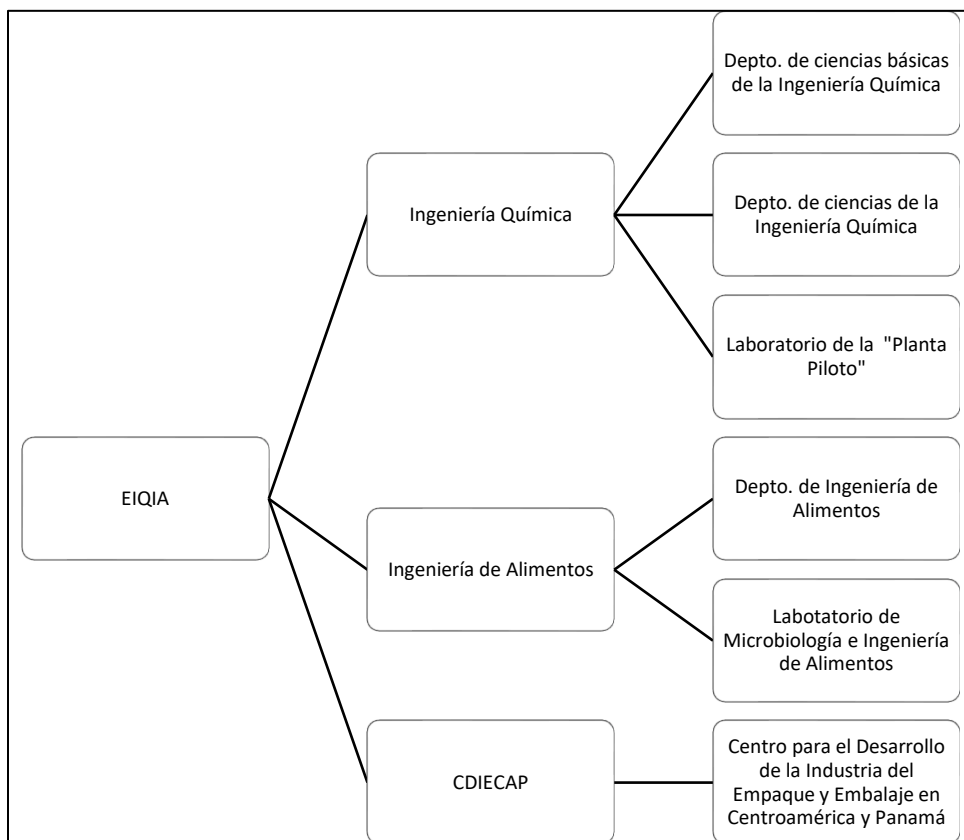 EIQIA
Ingeniería Química
Depto. de ciencias básicas
de la Ingeniería Química
Depto. de ciencias de la
Ingeniería Química
Laboratorio de la  "Planta
Piloto"
Ingeniería de Alimentos
Depto. de Ingeniería de
Alimentos
Labotatorio de
Microbiología e Ingeniería
de Alimentos
CDIECAP
Centro para el Desarrollo
de la Industria del
Empaque y Embalaje en
Centroamérica y Panamá